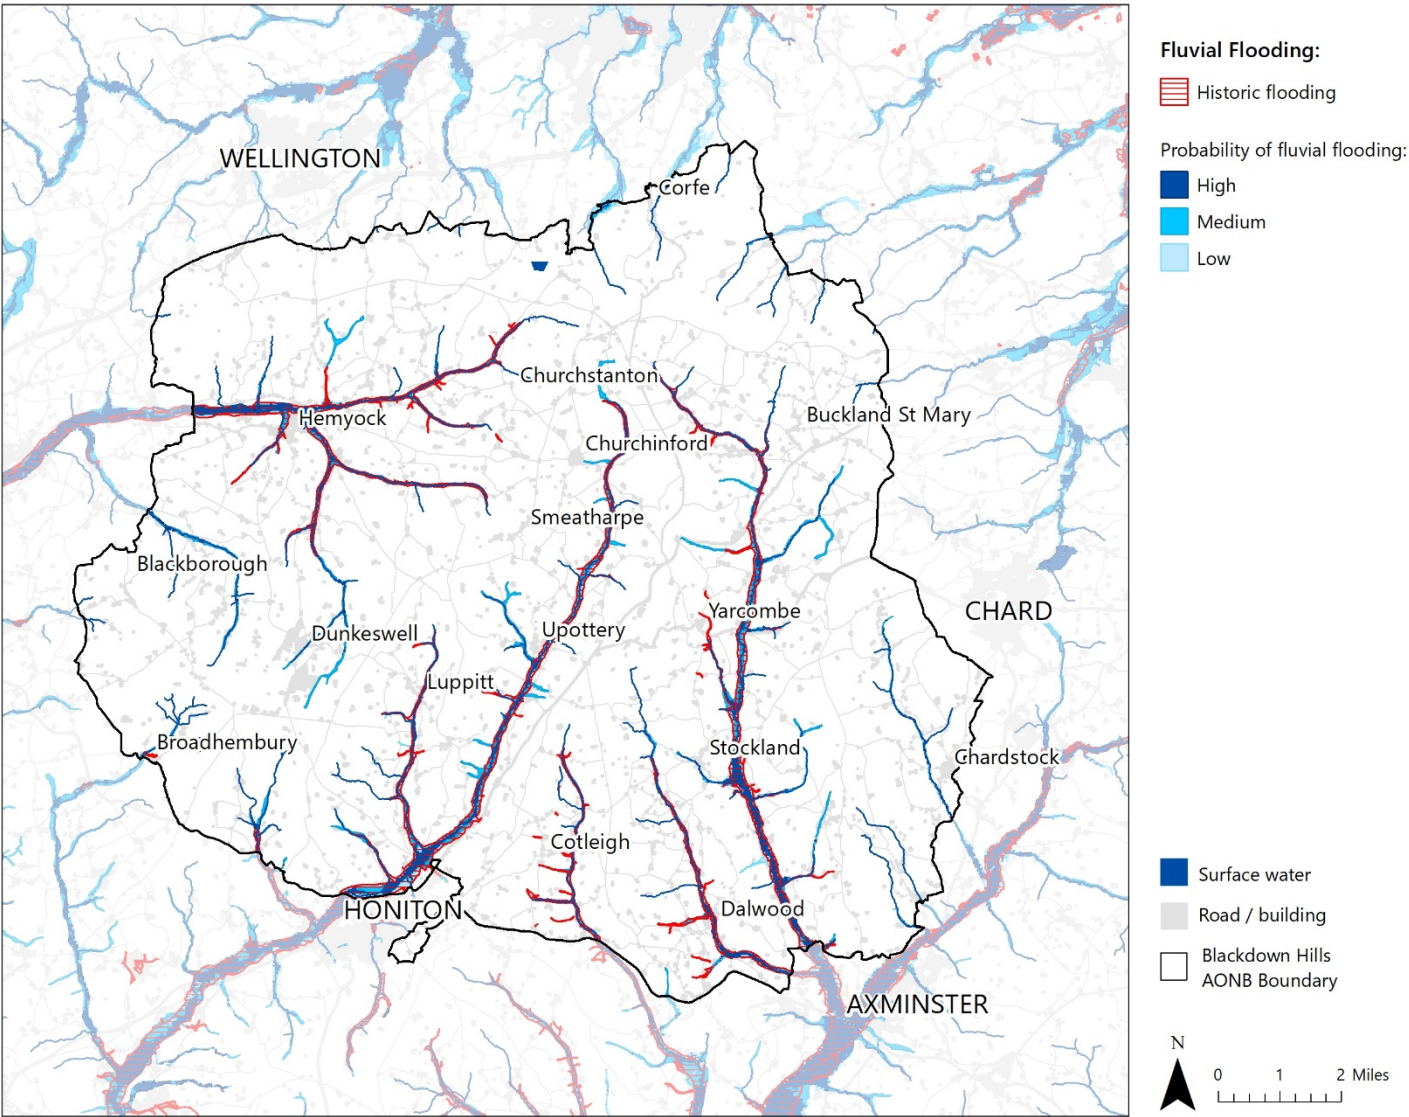 WELLINGTON
Corfe
Churchstanton
Hemyock
Buckland St Mary
Churchinford
Smeatharpe
Blackborough
CHARD
Yarcombe
Dunkeswell
Upottery
Luppitt
Broadhembury
Stockland
Chardstock
Cotleigh
HONITON
Dalwood
AXMINSTER
Fluvial Flooding:
Historic flooding
Probability of fluvial flooding:
High
Medium
Low
Surface water
Road / building
Blackdown Hills
AONB Boundary
N
0 1 2 Miles